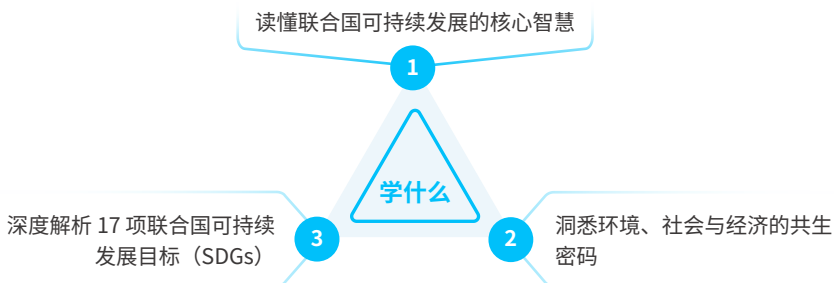 读懂联合国可持续发展的核心智慧
1
学什么
深度解析 17 项联合国可持续
发展目标（SDGs）
3
2
洞悉环境、社会与经济的共生
密码